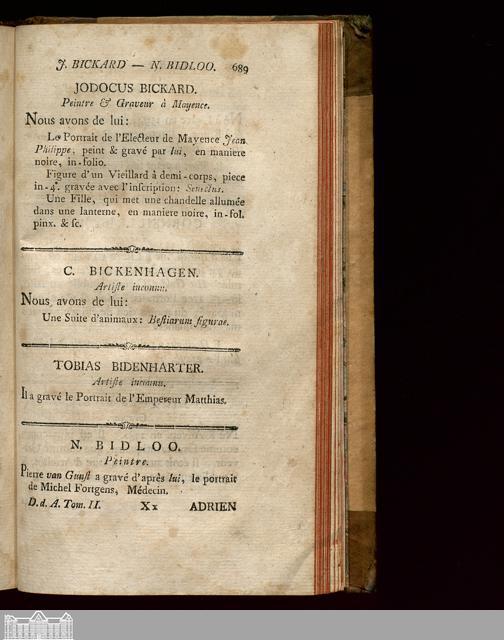 J. BICKARD — N. BIDLOO. 689
JODOCUS BICKARD.
Peintre & Graveur à Mayence.
Nous avons de lui:
Le Portrait de l'Electeur de Mayence Jean
Philippe, peint & gravé par lui, en maniere
noire, in-folio.
Figure d'un Vieillard à demi-corps, piece
in-4°. gravée avec l'inscription: Senectus.
Une Fille, qui met une chandelle allumée
dans une lanterne, en maniere noire, in-fol.
pinx. & sc.
C. BICKENHAGEN.
Artiste inconnu.
Nous avons de lui:
Une Suite d'animaux: Bestiarum figurae.
TOBIAS BIDENHARTER.
Artiste inconnu.
Il a gravé le Portrait de l'Empereur Matthias.
N. BIDLOO.
Peintre.
Pierre van Gunst a gravé d'après lui, le portrait
de Michel Fortgens, Médecin.
D. d. A. Tom. II. Xx ADRIEN